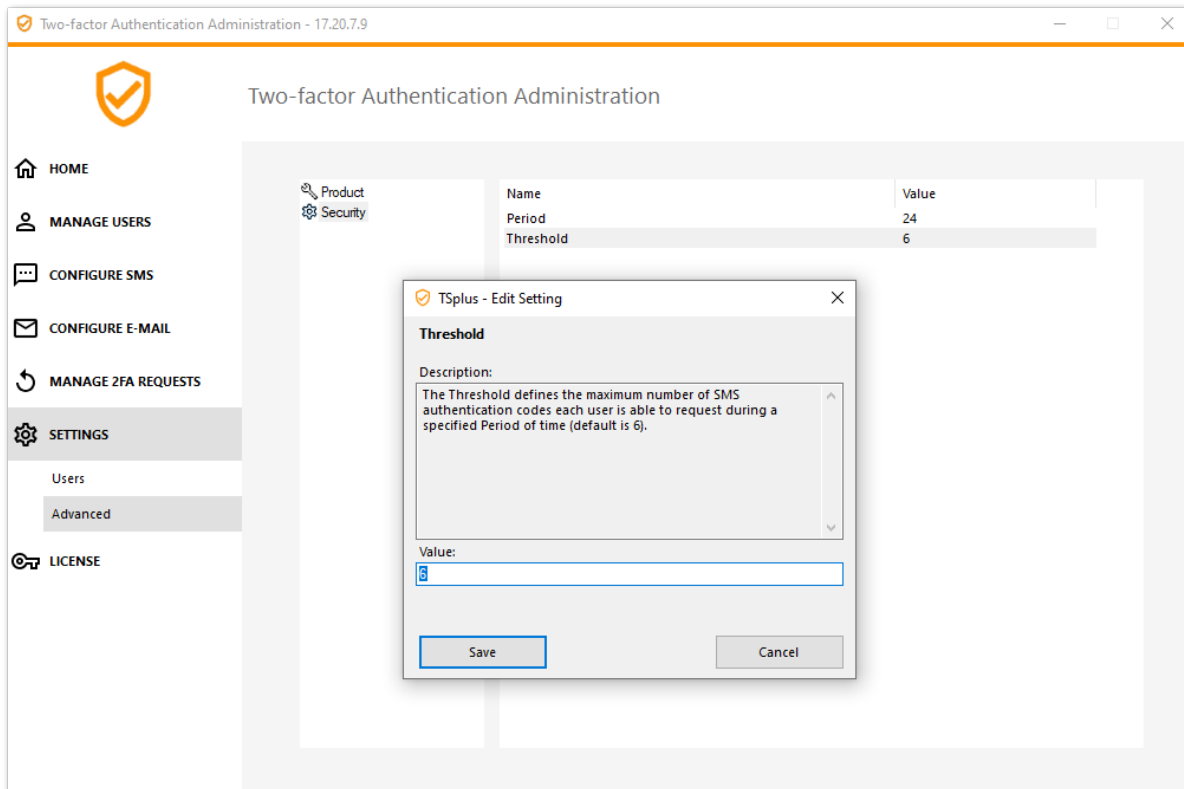 Two-factor Authentication Administration - 17.20.7.9
Two-factor Authentication Administration
HOME
MANAGE USERS
CONFIGURE SMS
CONFIGURE E-MAIL
MANAGE 2FA REQUESTS
SETTINGS
Users
Advanced
LICENSE
Product
Security
Name Value
Period 24
Threshold 6
TSplus - Edit Setting
Threshold
Description:
The Threshold defines the maximum number of SMS
authentication codes each user is able to request during a
specified Period of time (default is 6).
Value:
6
Save Cancel